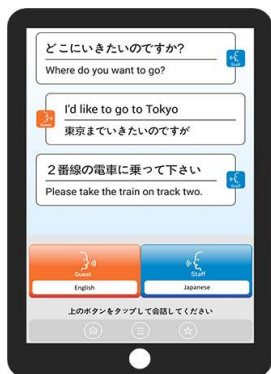 どこにいきたいのですか?
Where do you want to go?
Staff
I'd like to go to Tokyo
Guest
東京までいきたいのですが
２番線の電車に乗って下さい
Staff
Please take the train on track two.
Guest
Staff
English
Japanese
上のボタンをタップして会話してください